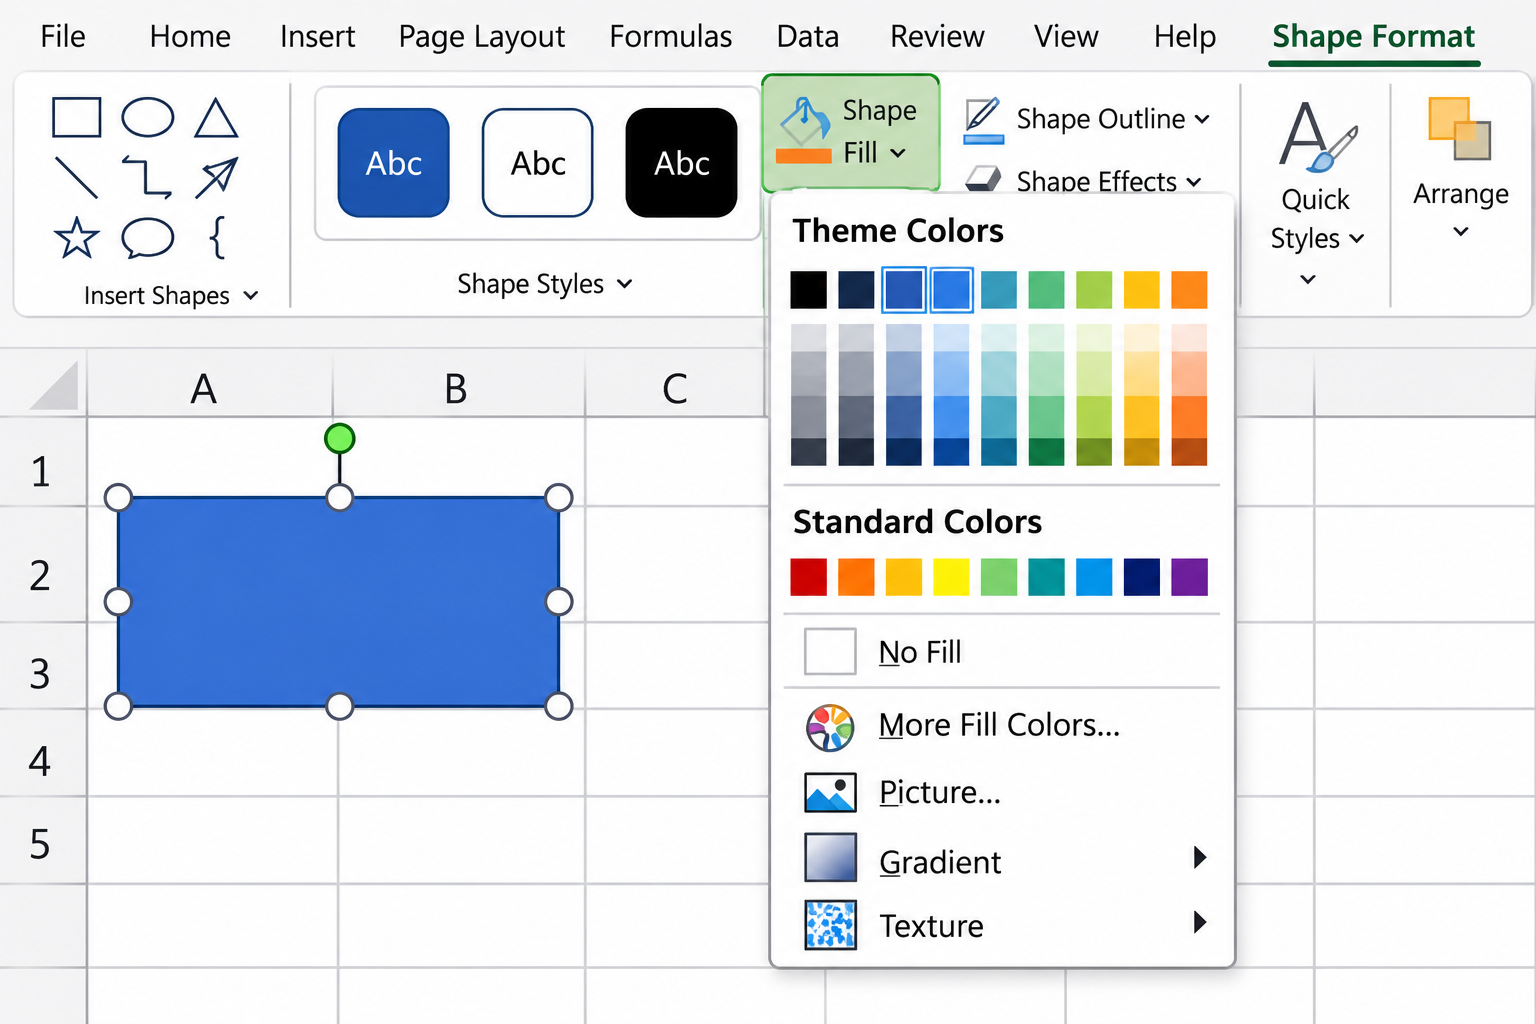 File Home Insert Page Layout Formulas Data Review View Help Shape Format
Insert Shapes
Abc Abc Abc
Shape Styles
Shape
Fill
Shape Outline
Shape Effects
Quick
Styles
Arrange
Theme Colors
Standard Colors
No Fill
More Fill Colors...
Picture...
Gradient
Texture
A B C
1
2
3
4
5